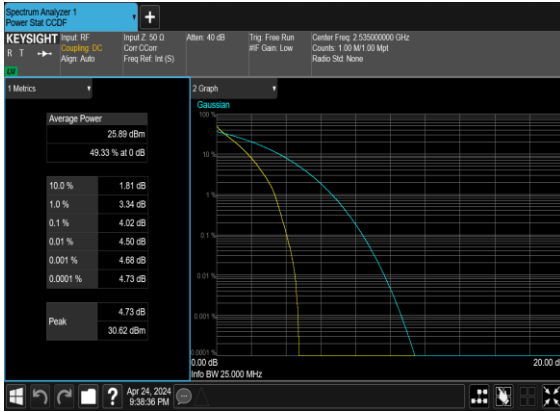 Spectrum Analyzer 1
Power Stat CCDF
KEYSIGHT
R T
Input: RF
Coupling: DC
Align: Auto
Input Z: 50 Ω
Corr CCorr
Freq Ref: Int (S)
Atten: 40 dB
Trig: Free Run
#IF Gain: Low
Center Freq: 2.535000000 GHz
Counts: 1.00 M/1.00 Mpt
Radio Std: None
1 Metrics
Average Power
25.89 dBm
49.33 % at 0 dB
10.0 % 1.81 dB
1.0 % 3.34 dB
0.1 % 4.02 dB
0.01 % 4.50 dB
0.001 % 4.68 dB
0.0001 % 4.73 dB
Peak
4.73 dB
30.62 dBm
2 Graph
Gaussian
100 %
10 %
1 %
0.1 %
0.01 %
0.001 %
0.0001 %
0.00 dB
20.00 d
Info BW 25.000 MHz
?
Apr 24, 2024
9:38:36 PM